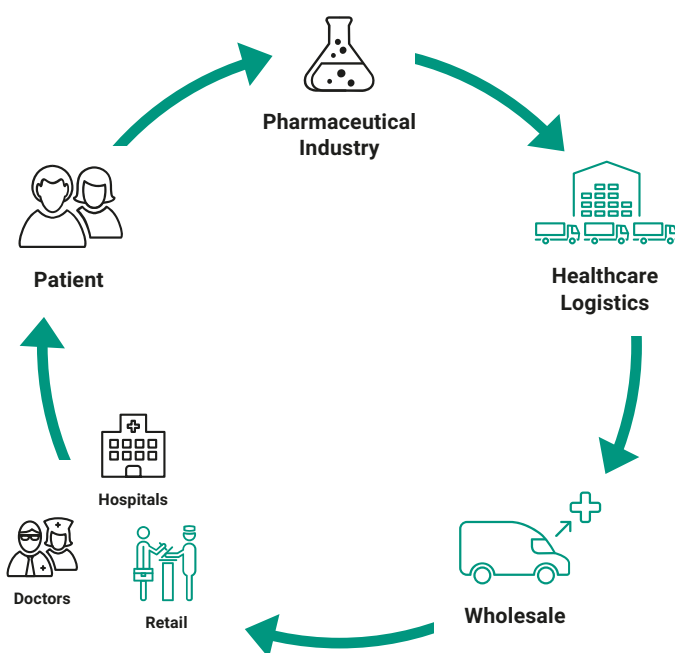 Pharmaceutical
Industry
Healthcare
Logistics
Patient
Hospitals
Doctors
Retail
Wholesale